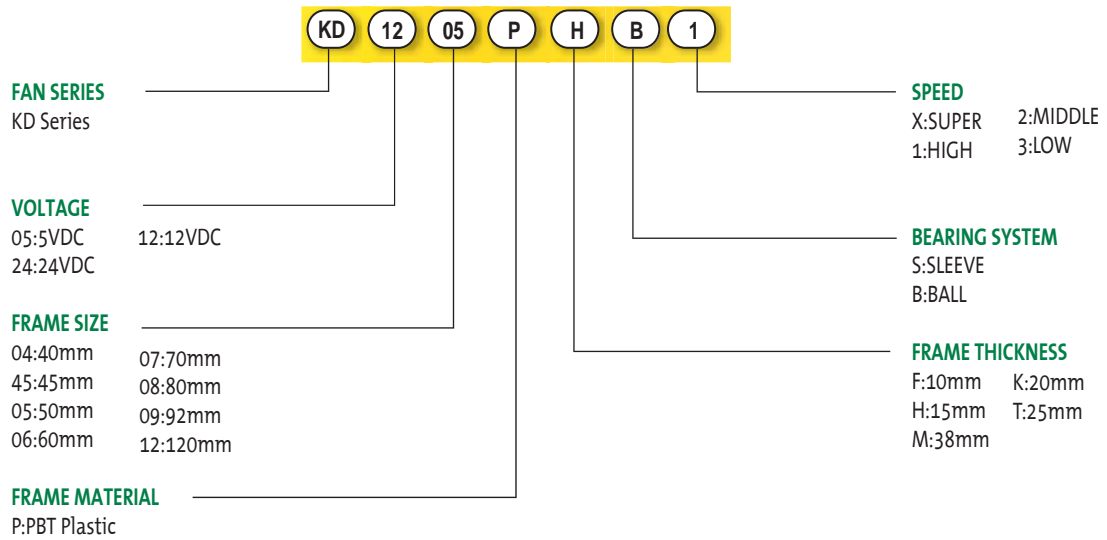 KD 12 05 P H B 1
FAN SERIES
KD Series
VOLTAGE
05:5VDC 12:12VDC
24:24VDC
FRAME SIZE
04:40mm 07:70mm
45:45mm 08:80mm
05:50mm 09:92mm
06:60mm 12:120mm
FRAME MATERIAL
P:PBT Plastic
SPEED
X:SUPER 2:MIDDLE
1:HIGH 3:LOW
BEARING SYSTEM
S:SLEEVE
B:BALL
FRAME THICKNESS
F:10mm K:20mm
H:15mm T:25mm
M:38mm